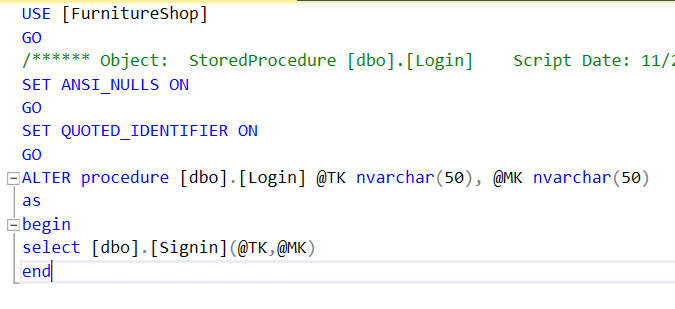 USE [FurnitureShop]
GO
/****** Object:  StoredProcedure [dbo].[Login]    Script Date: 11/2
SET ANSI_NULLS ON
GO
SET QUOTED_IDENTIFIER ON
GO
ALTER procedure [dbo].[Login] @TK nvarchar(50), @MK nvarchar(50)
as
begin
select [dbo].[Signin](@TK,@MK)
end